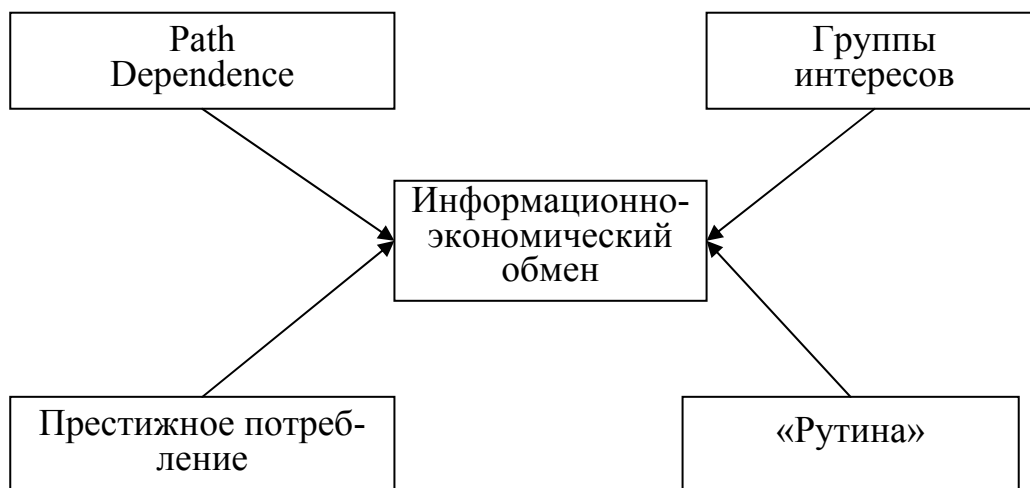 Path
Dependence
Группы
интересов
Информационно-
экономический
обмен
Престижное потреб-
ление
«Рутина»